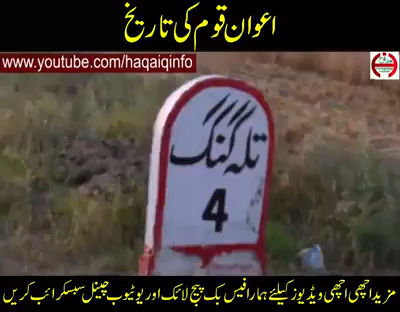 اعوان قوم کی تاریخ
www.youtube.com/haqaiqinfo
تلہ گنگ
4
مزید اچھی اچھی ویڈیوز کیلئے ہمارا فیس بک پیج لائک اور یوٹیوب چینل سبسکرائب کریں